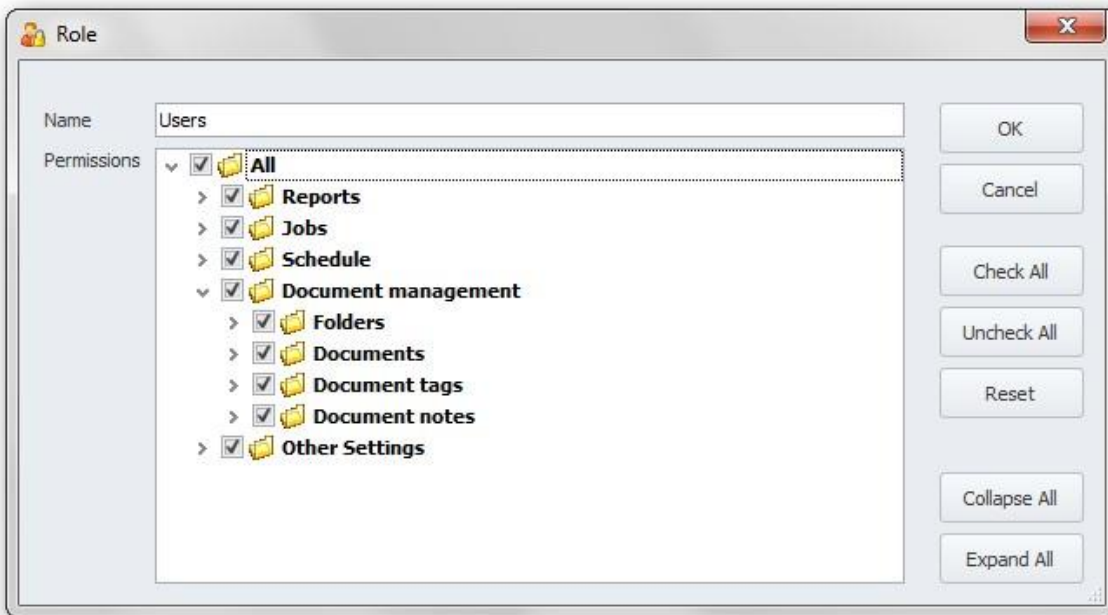 Role
Name
Users
Permissions
All
Reports
Jobs
Schedule
Document management
Folders
Documents
Document tags
Document notes
Other Settings
OK
Cancel
Check All
Uncheck All
Reset
Collapse All
Expand All